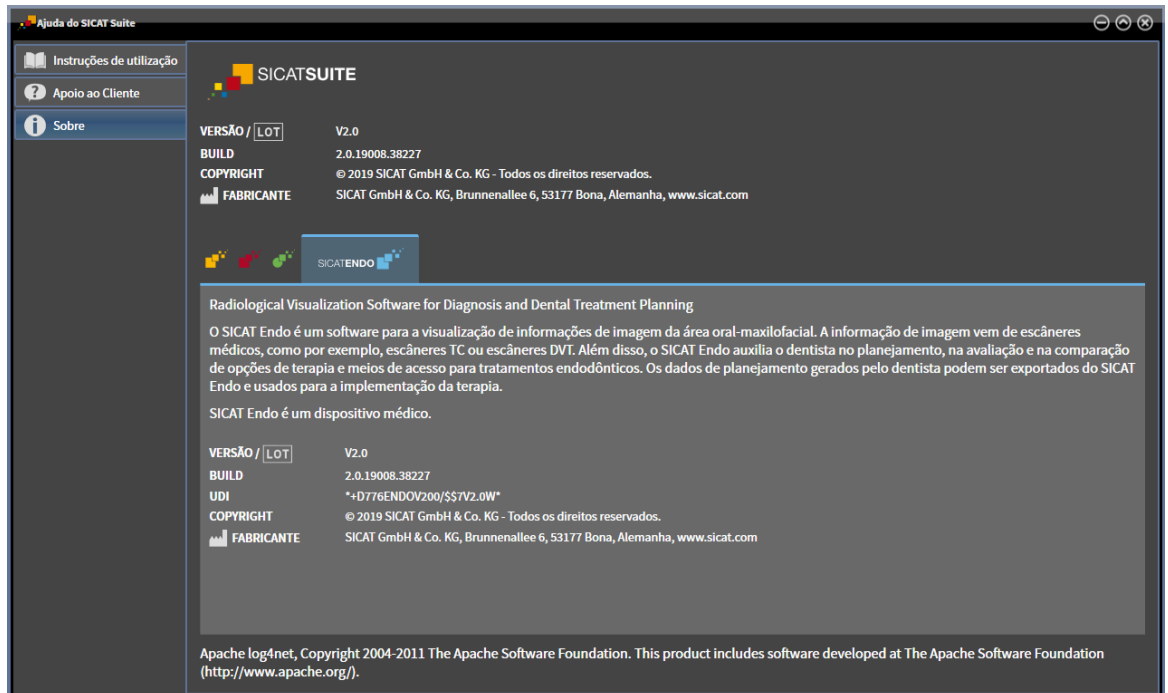 Ajuda do SICAT Suite
Instruções de utilização
Apoio ao Cliente
Sobre
SICATSUITE
VERSÃO / LOT V2.0
BUILD 2.0.19008.38227
COPYRIGHT © 2019 SICAT GmbH & Co. KG - Todos os direitos reservados.
FABRICANTE SICAT GmbH & Co. KG, Brunnenallee 6, 53177 Bona, Alemanha, www.sicat.com
SICATENDO
Radiological Visualization Software for Diagnosis and Dental Treatment Planning
O SICAT Endo é um software para a visualização de informações de imagem da área oral-maxilofacial. A informação de imagem vem de escâneres
médicos, como por exemplo, escâneres TC ou escâneres DVT. Além disso, o SICAT Endo auxilia o dentista no planejamento, na avaliação e na comparação
de opções de terapia e meios de acesso para tratamentos endodônticos. Os dados de planejamento gerados pelo dentista podem ser exportados do SICAT
Endo e usados para a implementação da terapia.
SICAT Endo é um dispositivo médico.
VERSÃO / LOT V2.0
BUILD 2.0.19008.38227
UDI *+D776ENDOV200/$$7V2.0W*
COPYRIGHT © 2019 SICAT GmbH & Co. KG - Todos os direitos reservados.
FABRICANTE SICAT GmbH & Co. KG, Brunnenallee 6, 53177 Bona, Alemanha, www.sicat.com
Apache log4net, Copyright 2004-2011 The Apache Software Foundation. This product includes software developed at The Apache Software Foundation
(http://www.apache.org/).